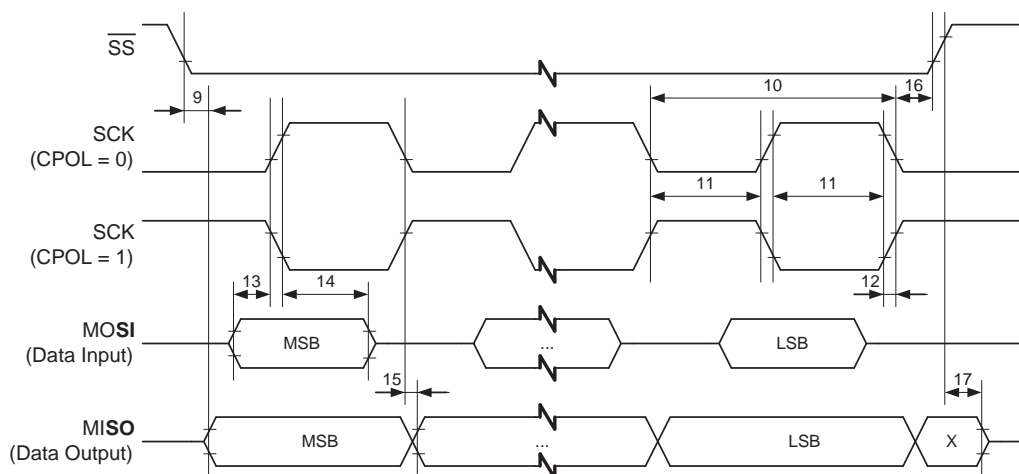 SS
10
16
9
SCK
(CPOL = 0)
11
11
SCK
(CPOL = 1)
13
14
12
MOSI
(Data Input)
MSB
...
LSB
15
17
MISO
(Data Output)
MSB
...
LSB
X